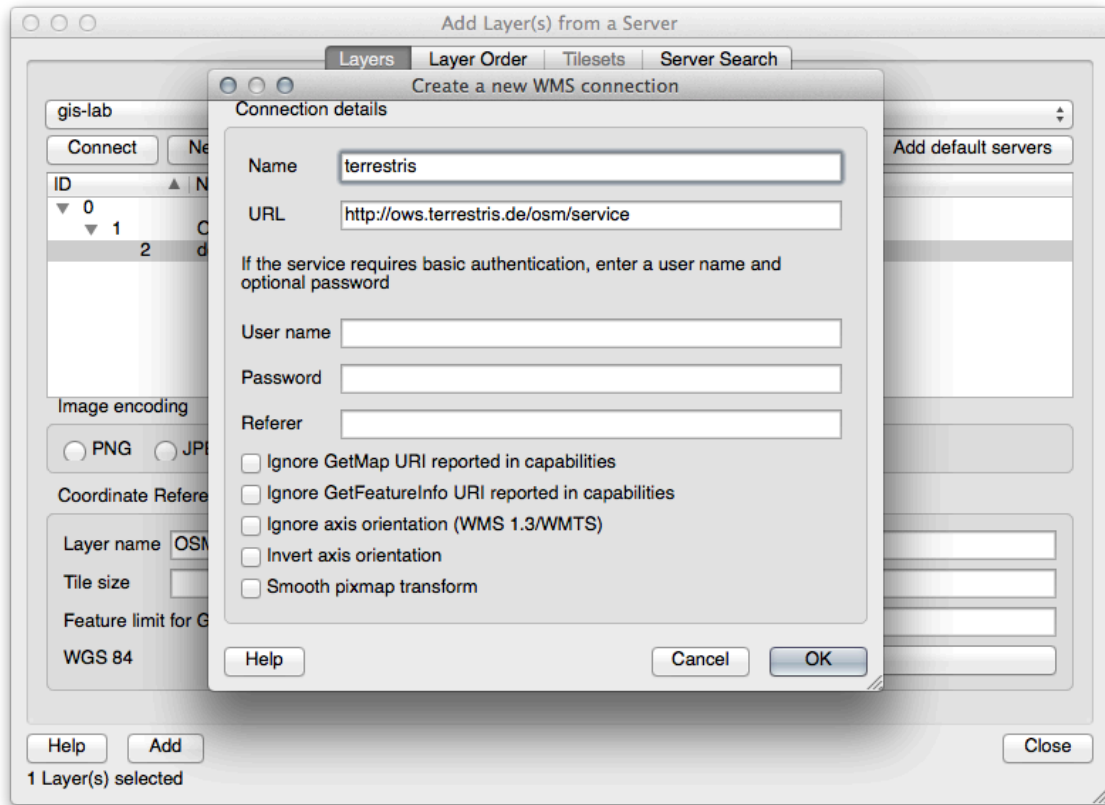 Add Layer(s) from a Server
Layers Layer Order Tilesets Server Search
Create a new WMS connection
gis-lab
Connect
Add default servers
ID
0
1
2
Image encoding
PNG
Coordinate
Layer name
Tile size
Feature limit for
WGS 84
Connection details
Name terrestris
URL http://ows.terrestris.de/osm/service
If the service requires basic authentication, enter a user name and
optional password
User name
Password
Referer
Ignore GetMap URI reported in capabilities
Ignore GetFeatureInfo URI reported in capabilities
Ignore axis orientation (WMS 1.3/WMTS)
Invert axis orientation
Smooth pixmap transform
Help Cancel OK
Help Add Close
1 Layer(s) selected